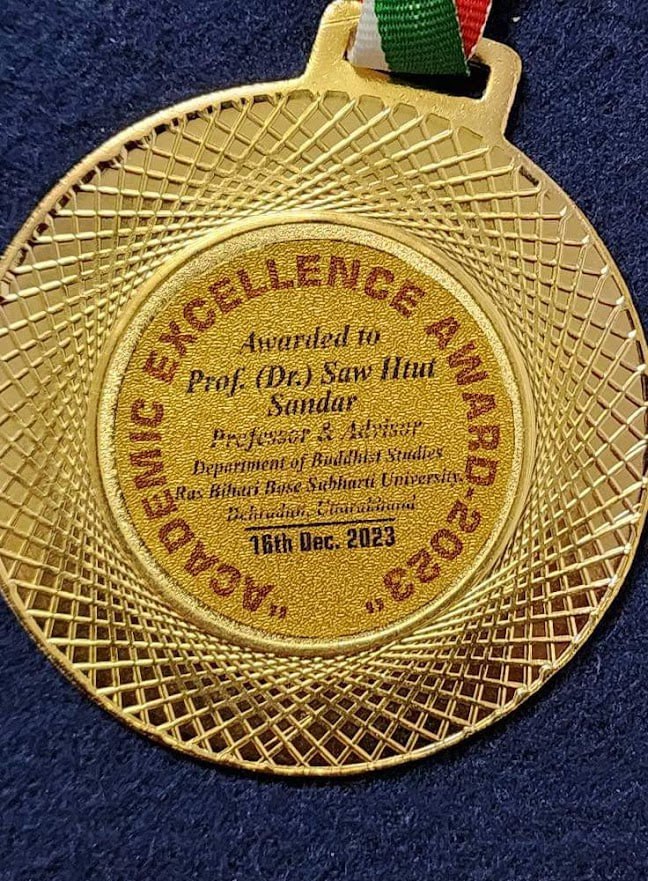 "ACADEMIC EXCELLENCE AWARD-2023"
Awarded to
Prof. (Dr.) Saw Htut
Sandar
Professor & Advisor
Department of Buddhist Studies
Ras Bihari Bose Subharti University,
Dehradun, Uttarakhand
16th Dec. 2023